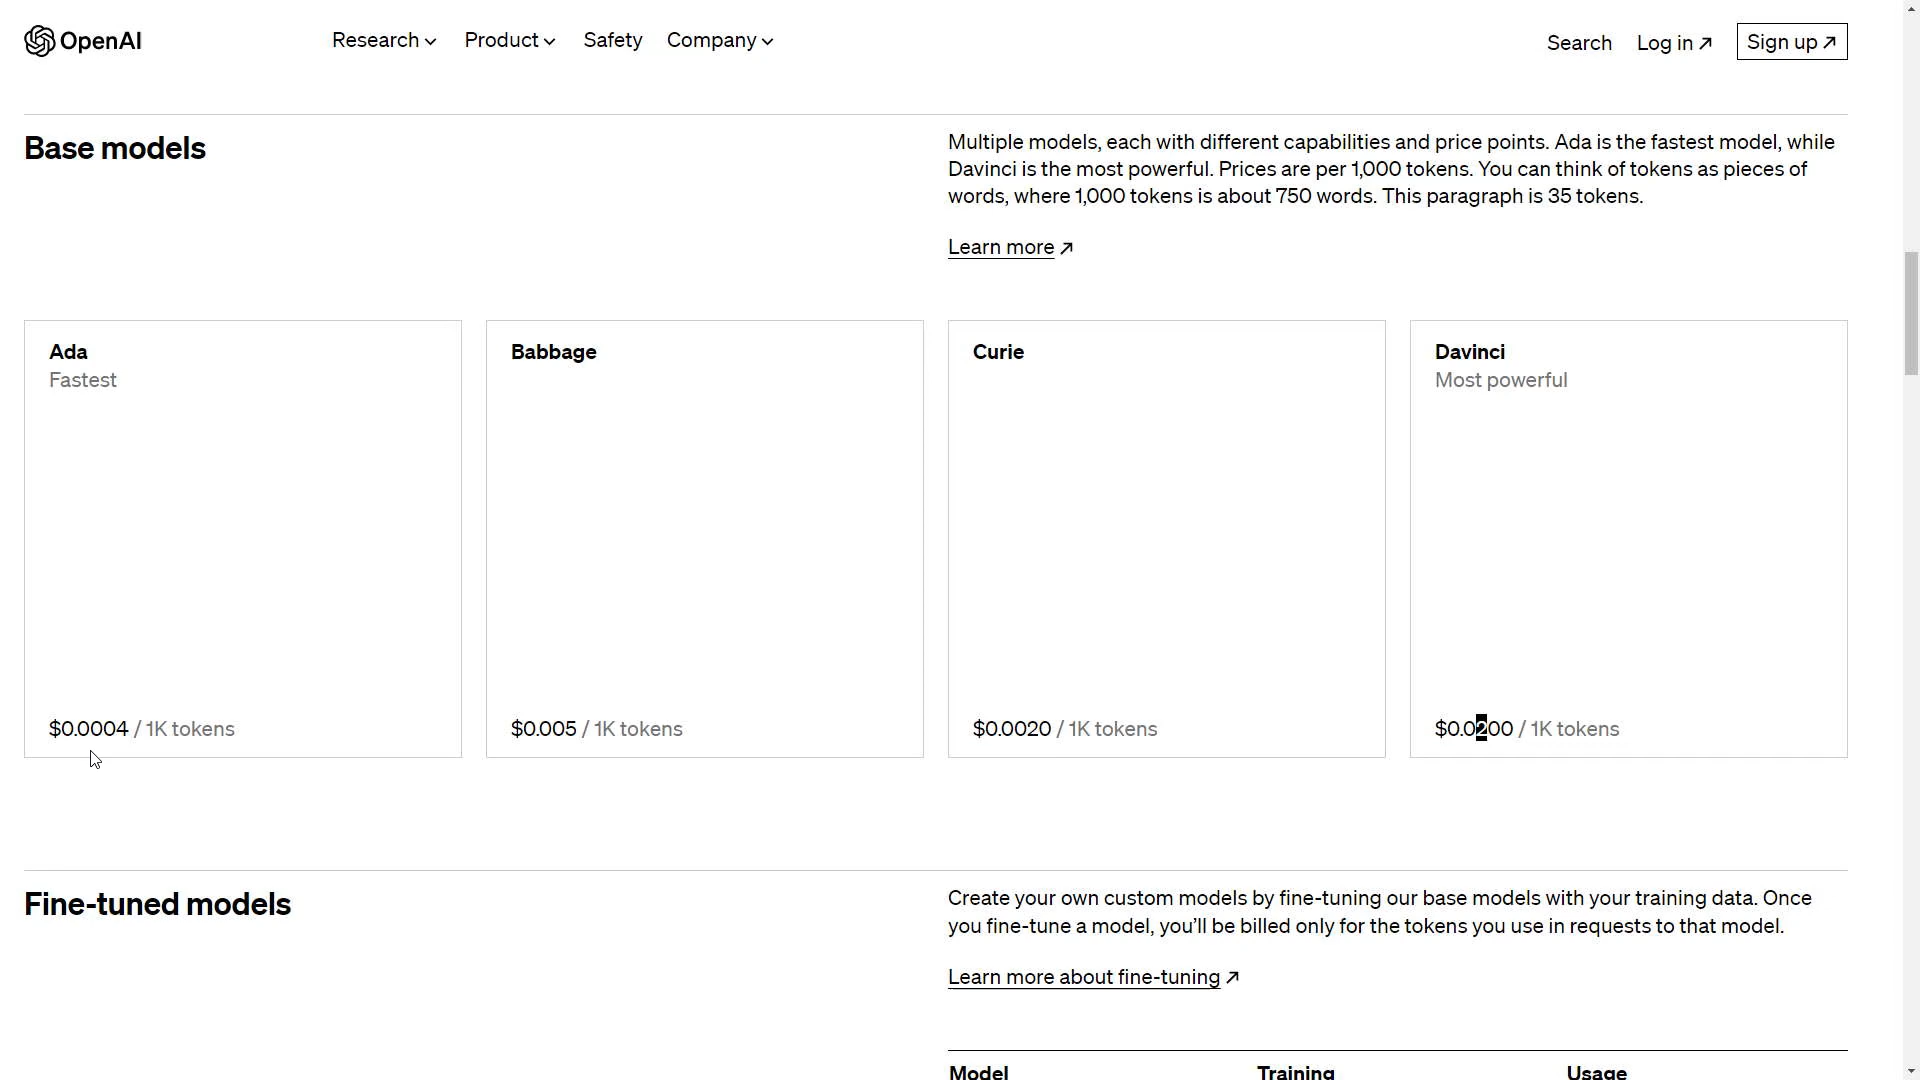 OpenAI
Research Product Safety Company
Search Log in Sign up
Base models
Multiple models, each with different capabilities and price points. Ada is the fastest model, while
Davinci is the most powerful. Prices are per 1,000 tokens. You can think of tokens as pieces of
words, where 1,000 tokens is about 750 words. This paragraph is 35 tokens.
Learn more
Ada
Fastest
$0.0004 / 1K tokens
Babbage
$0.005 / 1K tokens
Curie
$0.0020 / 1K tokens
Davinci
Most powerful
$0.0200 / 1K tokens
Fine-tuned models
Create your own custom models by fine-tuning our base models with your training data. Once
you fine-tune a model, you’ll be billed only for the tokens you use in requests to that model.
Learn more about fine-tuning
Model Training Usage